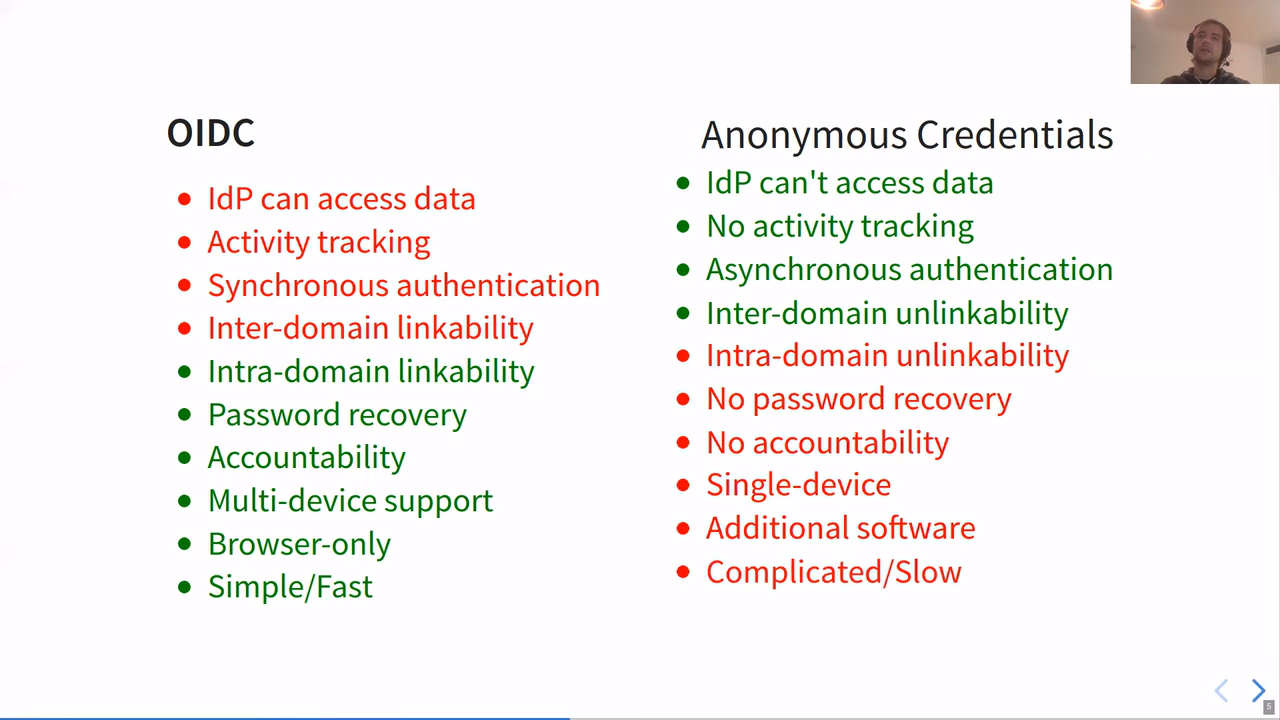 OIDC
IdP can access data
Activity tracking
Synchronous authentication
Inter-domain linkability
Intra-domain linkability
Password recovery
Accountability
Multi-device support
Browser-only
Simple/Fast
Anonymous Credentials
IdP can't access data
No activity tracking
Asynchronous authentication
Inter-domain unlinkability
Intra-domain unlinkability
No password recovery
No accountability
Single-device
Additional software
Complicated/Slow
5